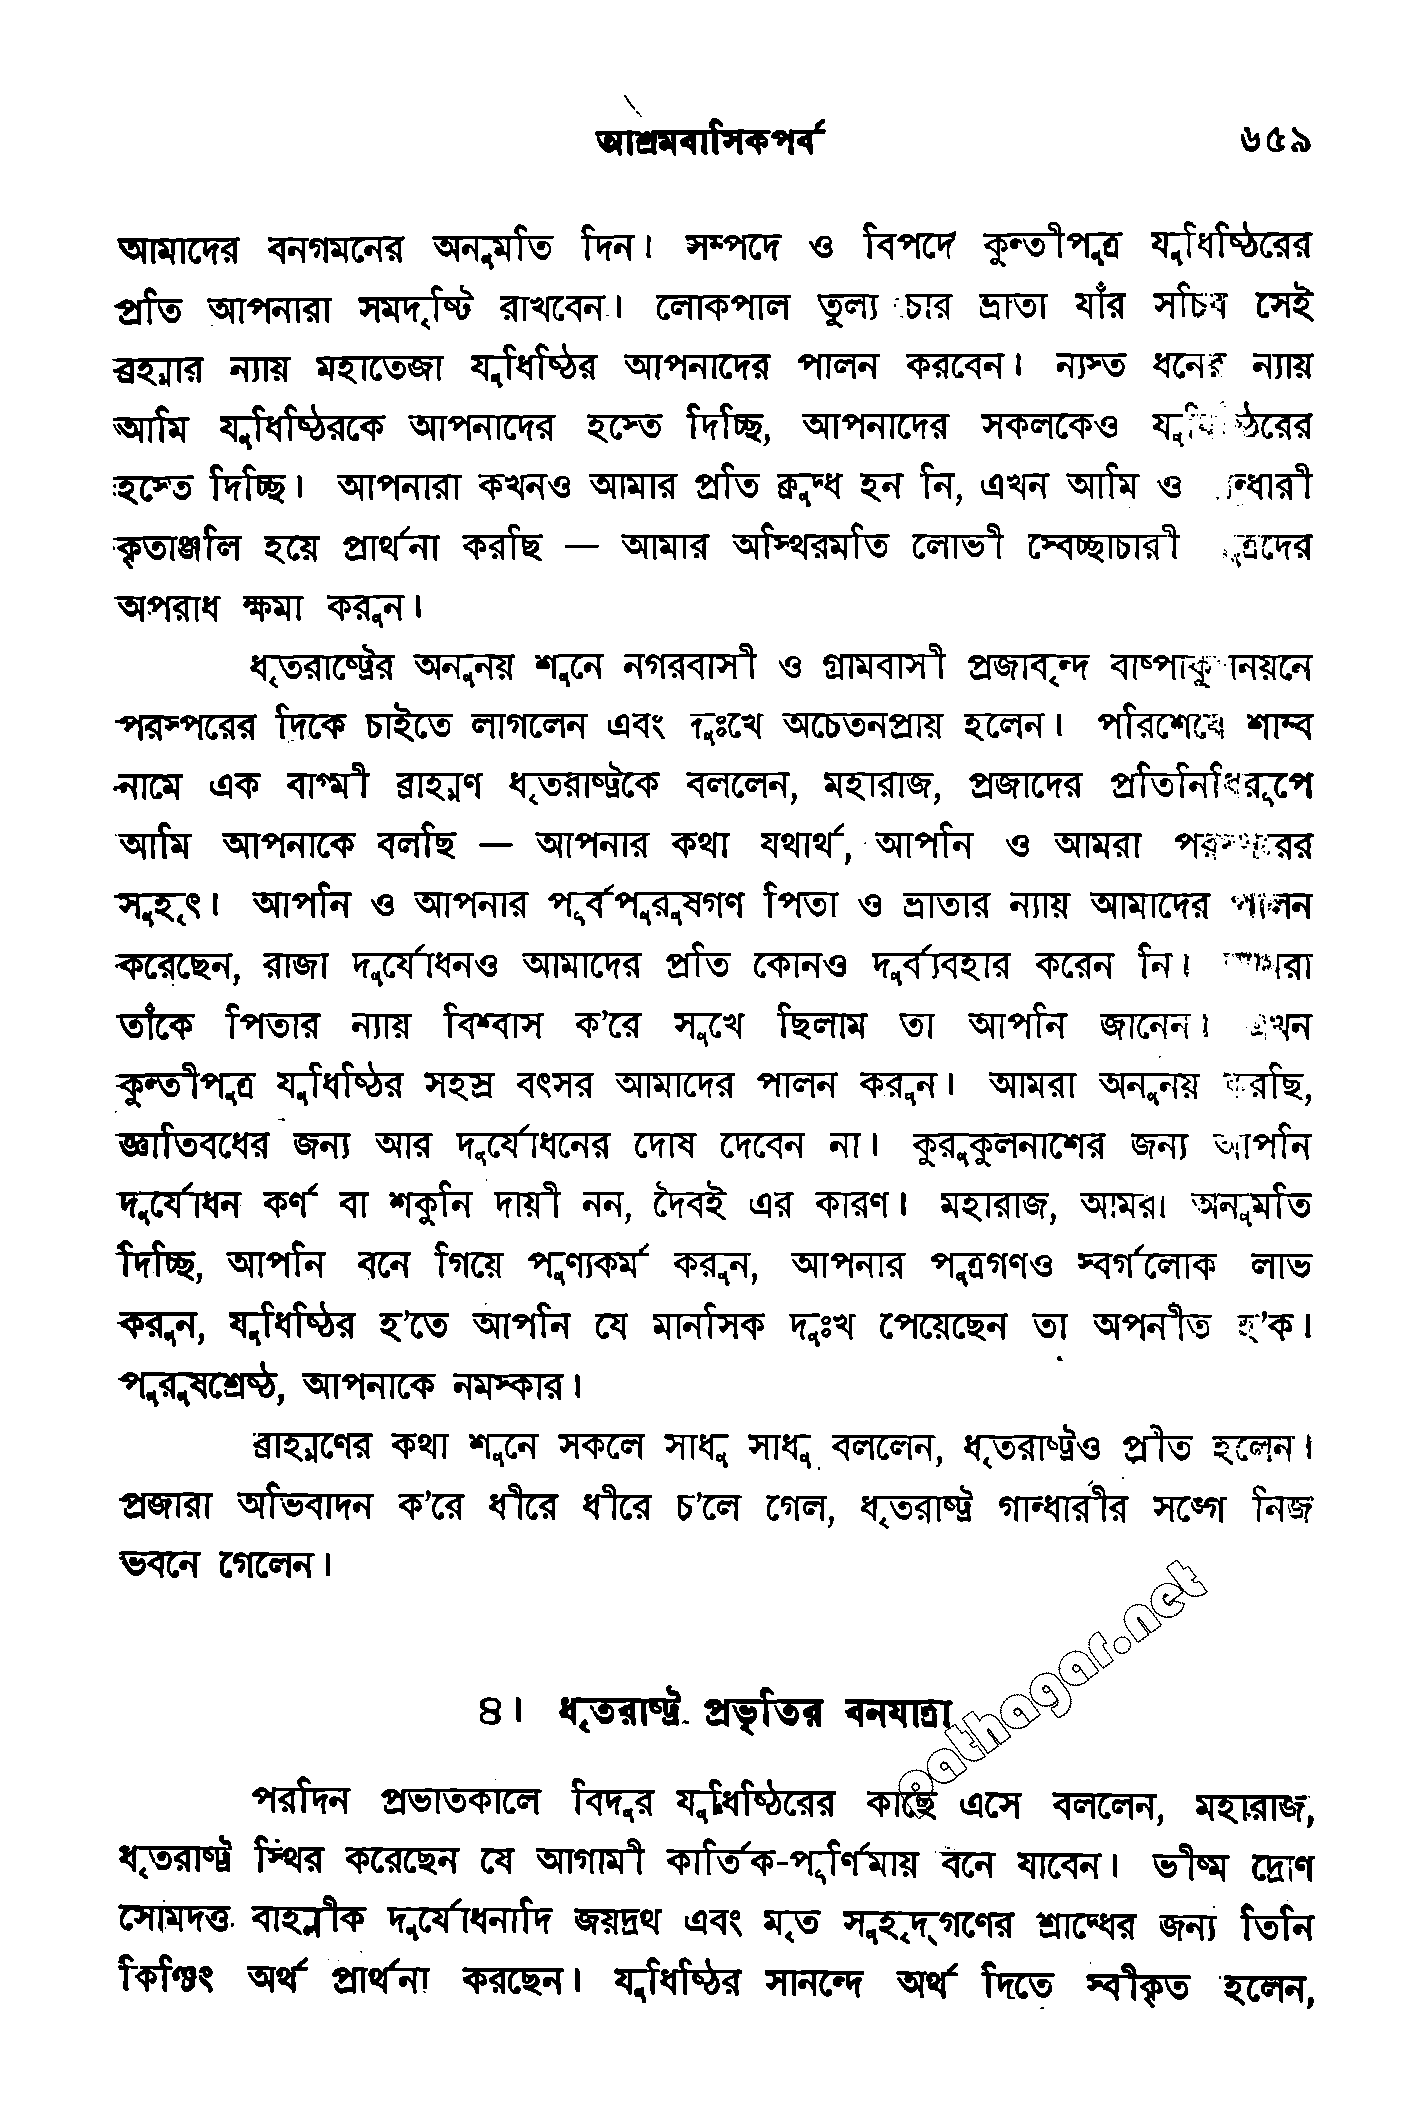 আশ্রমবাসিকপর্ব ৬৫৯
আমাদের বনগমনের অনুমতি দিন। সম্পদে ও বিপদে কুন্তীপুত্র যুধিষ্ঠিরের
প্রতি আপনারা সমদৃষ্টি রাখবেন। লোকপাল তুল্য চার ভ্রাতা যাঁর সচিব সেই
ব্রহ্মার ন্যায় মহাতেজা যুধিষ্ঠির আপনাদের পালন করবেন। ন্যস্ত ধনের ন্যায়
আমি যুধিষ্ঠিরকে আপনাদের হস্তে দিচ্ছি, আপনাদের সকলকেও যুধিষ্ঠিরের
হস্তে দিচ্ছি। আপনারা কখনও আমার প্রতি ক্রুদ্ধ হন নি, এখন আমি ও গান্ধারী
কৃতাঞ্জলি হয়ে প্রার্থনা করছি — আমার অস্থিরমতি লোভী স্বেচ্ছাচারী পুত্রদের
অপরাধ ক্ষমা করুন।
ধৃতরাষ্ট্রের অনুনয় শুনে নগরবাসী ও গ্রামবাসী প্রজাবৃন্দ বাষ্পাকুলনয়নে
পরস্পরের দিকে চাইতে লাগলেন এবং দুঃখে অচেতনপ্রায় হলেন। পরিশেষে শাম্ব
নামে এক বাগ্মী ব্রাহ্মণ ধৃতরাষ্ট্রকে বললেন, মহারাজ, প্রজাদের প্রতিনিধিরূপে
আমি আপনাকে বলছি — আপনার কথা যথার্থ, আপনি ও আমরা পরস্পরের
সুহৃৎ। আপনি ও আপনার পূর্বপুরুষগণ পিতা ও ভ্রাতার ন্যায় আমাদের পালন
করেছেন, রাজা দুর্যোধনও আমাদের প্রতি কোনও দুর্ব্যবহার করেন নি। আমরা
তাঁকে পিতার ন্যায় বিশ্বাস ক'রে সুখে ছিলাম তা আপনি জানেন। এখন
কুন্তীপুত্র যুধিষ্ঠির সহস্র বৎসর আমাদের পালন করুন। আমরা অনুনয় করছি,
জ্ঞাতিবধের জন্য আর দুর্যোধনের দোষ দেবেন না। কুরুকুলনাশের জন্য আপনি
দুর্যোধন কর্ণ বা শকুনি দায়ী নন, দৈবই এর কারণ। মহারাজ, আমরা অনুমতি
দিচ্ছি, আপনি বনে গিয়ে পুণ্যকর্ম করুন, আপনার পুত্রগণও স্বর্গলোক লাভ
করুন, যুধিষ্ঠির হ'তে আপনি যে মানসিক দুঃখ পেয়েছেন তা অপনীত হ'ক।
পুরুষশ্রেষ্ঠ, আপনাকে নমস্কার।
ব্রাহ্মণের কথা শুনে সকলে সাধু সাধু বললেন, ধৃতরাষ্ট্রও প্রীত হলেন।
প্রজারা অভিবাদন ক'রে ধীরে ধীরে চ'লে গেল, ধৃতরাষ্ট্র গান্ধারীর সঙ্গে নিজ
ভবনে গেলেন।
pathagar.net
৪। ধৃতরাষ্ট্র প্রভৃতির বনযাত্রা
পরদিন প্রভাতকালে বিদুর যুধিষ্ঠিরের কাছে এসে বললেন, মহারাজ,
ধৃতরাষ্ট্র স্থির করেছেন যে আগামী কার্তিক-পূর্ণিমায় বনে যাবেন। ভীষ্ম দ্রোণ
সোমদত্ত বাহ্লীক দুর্যোধনাদি জয়দ্রথ এবং মৃত সুহৃদ্‌গণের শ্রাদ্ধের জন্য তিনি
কিঞ্চিৎ অর্থ প্রার্থনা করছেন। যুধিষ্ঠির সানন্দে অর্থ দিতে স্বীকৃত হলেন,